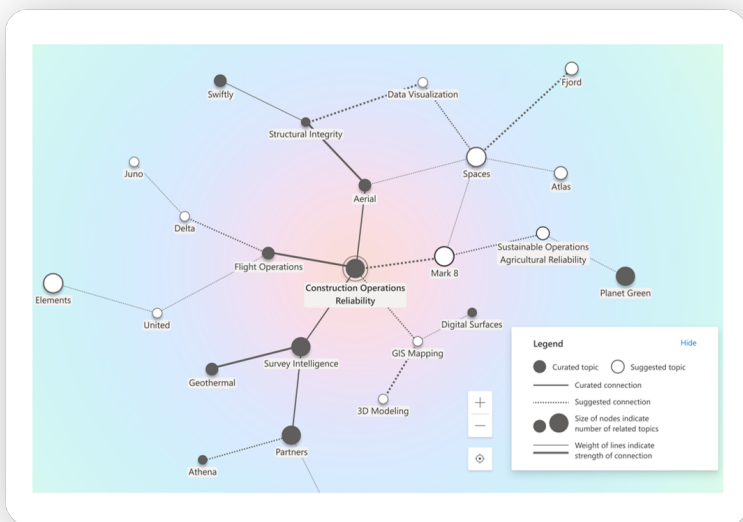 Swiftly
Data Visualization
Fjord
Structural Integrity
Juno
Spaces
Atlas
Aerial
Delta
Sustainable Operations
Agricultural Reliability
Flight Operations
Mark 8
Construction Operations
Reliability
Planet Green
Elements
United
Digital Surfaces
GIS Mapping
Survey Intelligence
Geothermal
3D Modeling
Partners
Athena
Legend
Hide
Curated topic
Suggested topic
Curated connection
Suggested connection
Size of nodes indicate
number of related topics
Weight of lines indicate
strength of connection